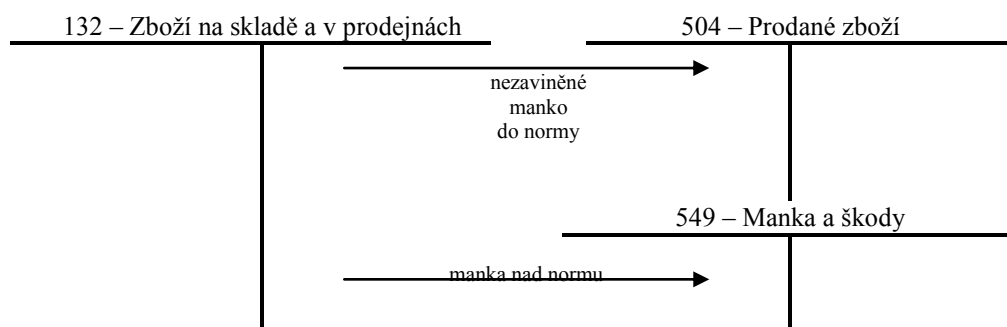 132 – Zboží na skladě a v prodejnách
504 – Prodané zboží
nezaviněné
manko
do normy
549 – Manka a škody
manka nad normu